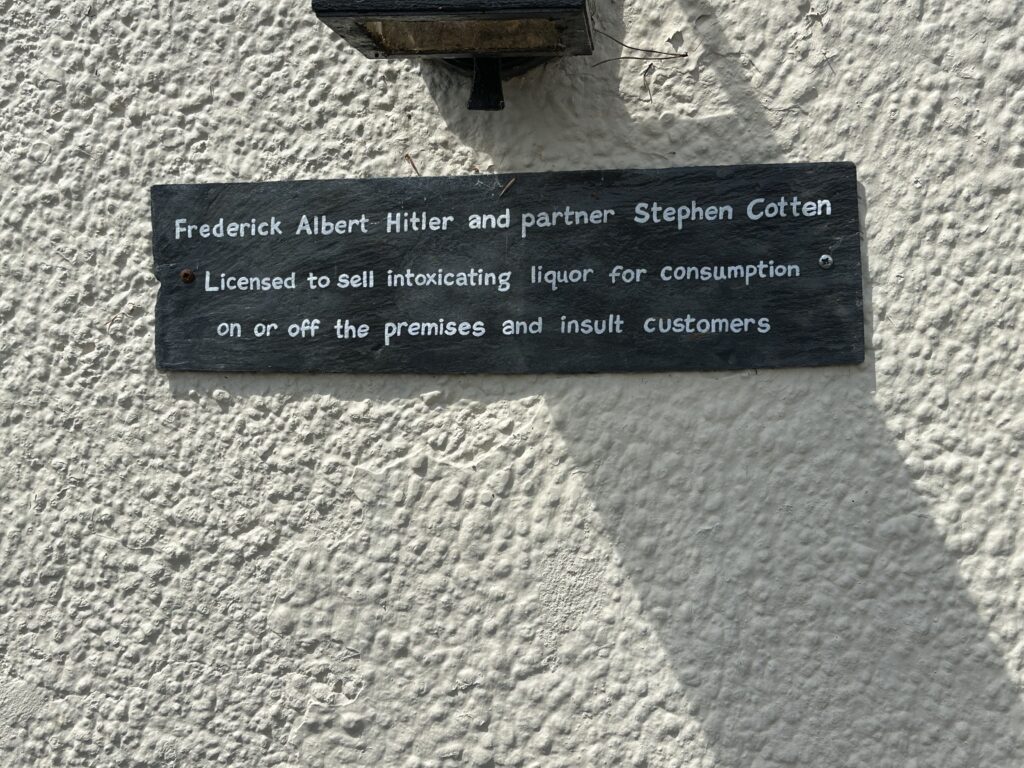 Frederick Albert Hitler and partner Stephen Cotten
Licensed to sell intoxicating liquor for consumption
on or off the premises and insult customers